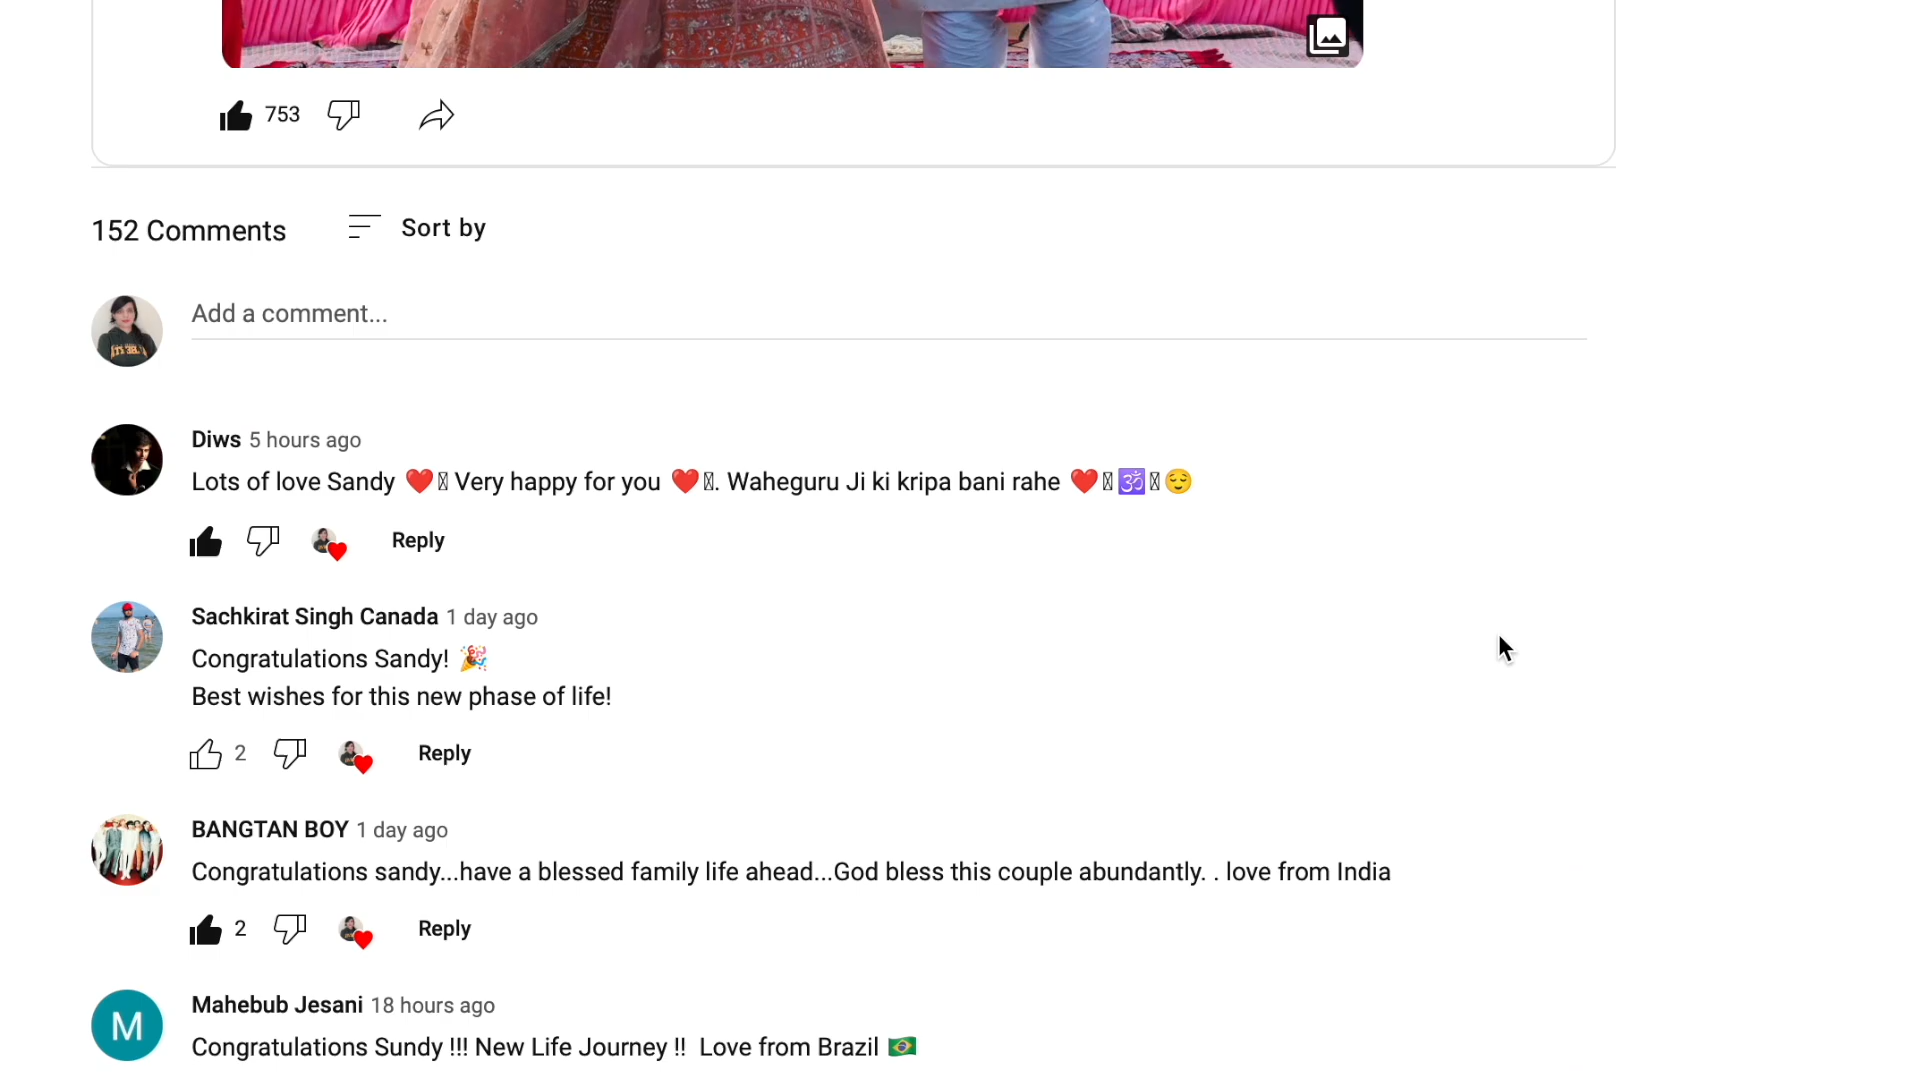 753
152 Comments
Sort by
Add a comment...
Diws 5 hours ago
Lots of love Sandy ❤️ Very happy for you ❤️. Waheguru Ji ki kripa bani rahe ❤️🕉️😌
Reply
Sachkirat Singh Canada 1 day ago
Congratulations Sandy! 🎉
Best wishes for this new phase of life!
2
Reply
BANGTAN BOY 1 day ago
Congratulations sandy...have a blessed family life ahead...God bless this couple abundantly. . love from India
2
Reply
M
Mahebub Jesani 18 hours ago
Congratulations Sundy !!! New Life Journey !! Love from Brazil 🇧🇷